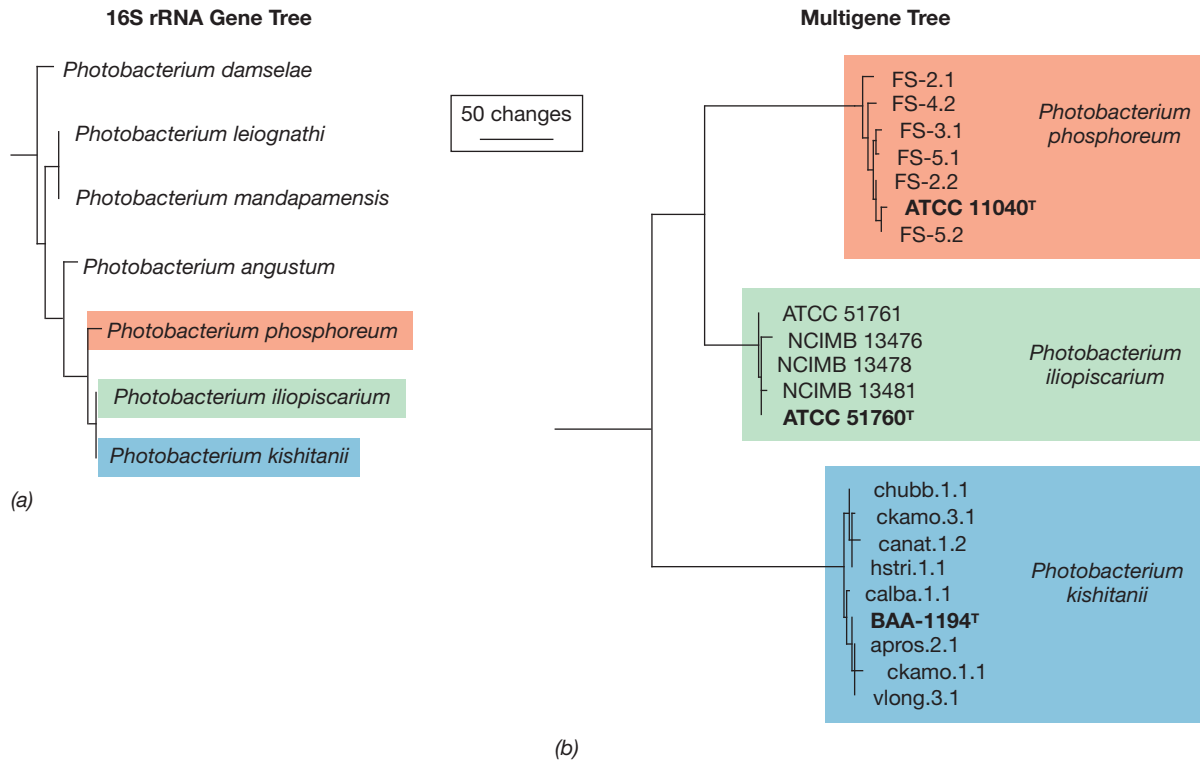 16S rRNA Gene Tree
Photobacterium damselae
Photobacterium leiognathi
Photobacterium mandapamensis
Photobacterium angustum
Photobacterium phosphoreum
Photobacterium iliopiscarium
Photobacterium kishitanii
(a)
50 changes
Multigene Tree
FS-2.1
FS-4.2
FS-3.1
FS-5.1
FS-2.2
ATCC 11040ᵀ
FS-5.2
Photobacterium
phosphoreum
ATCC 51761
NCIMB 13476
NCIMB 13478
NCIMB 13481
ATCC 51760ᵀ
Photobacterium
iliopiscarium
chubb.1.1
ckamo.3.1
canat.1.2
hstri.1.1
calba.1.1
BAA-1194ᵀ
apros.2.1
ckamo.1.1
vlong.3.1
Photobacterium
kishitanii
(b)